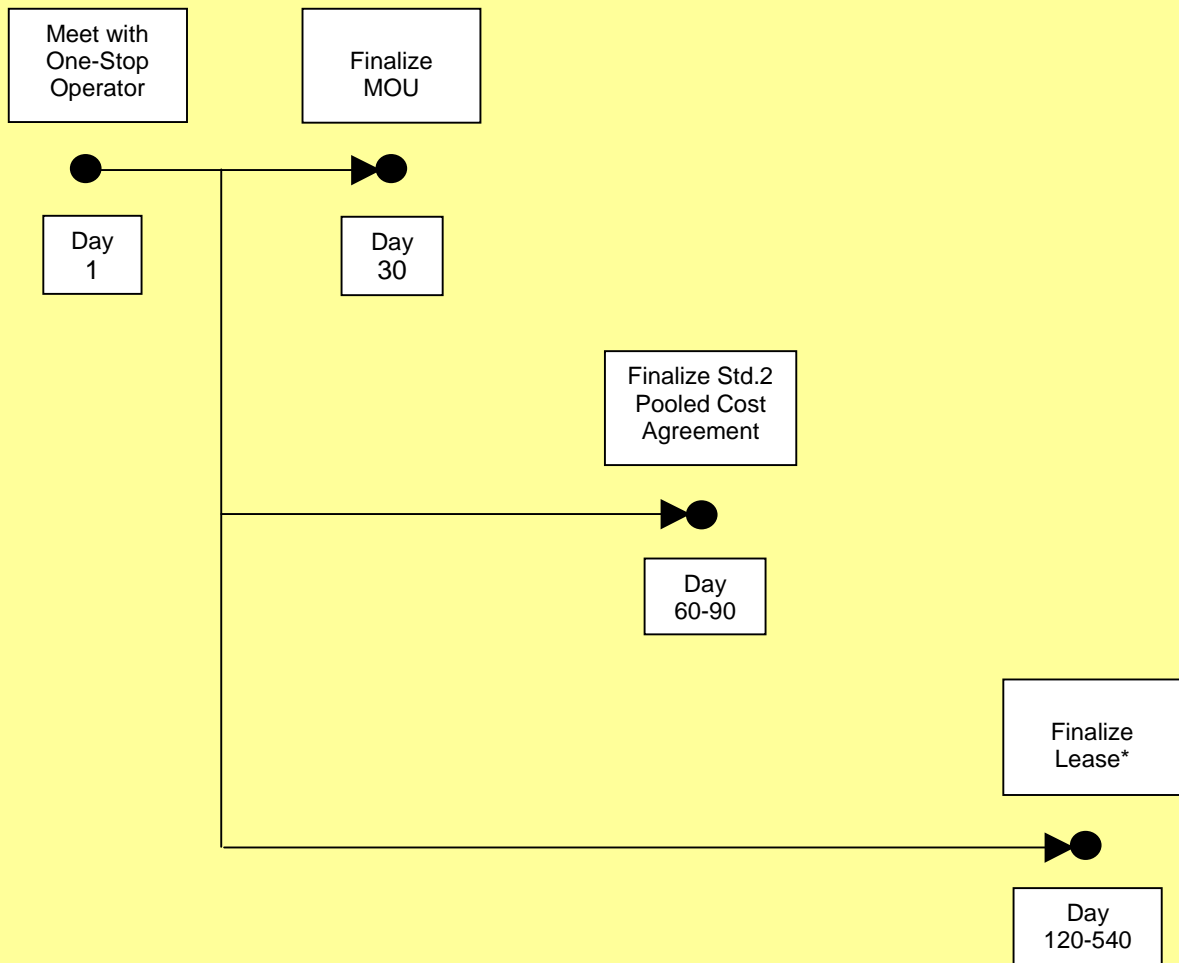 Meet with
One-Stop
Operator
Finalize
MOU
Day
1
Day
30
Finalize Std.2
Pooled Cost
Agreement
Day
60-90
Finalize
Lease*
Day
120-540